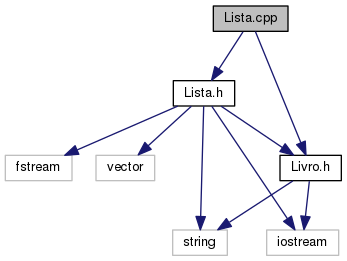 Lista.cpp
Lista.h
fstream
vector
Livro.h
string
iostream